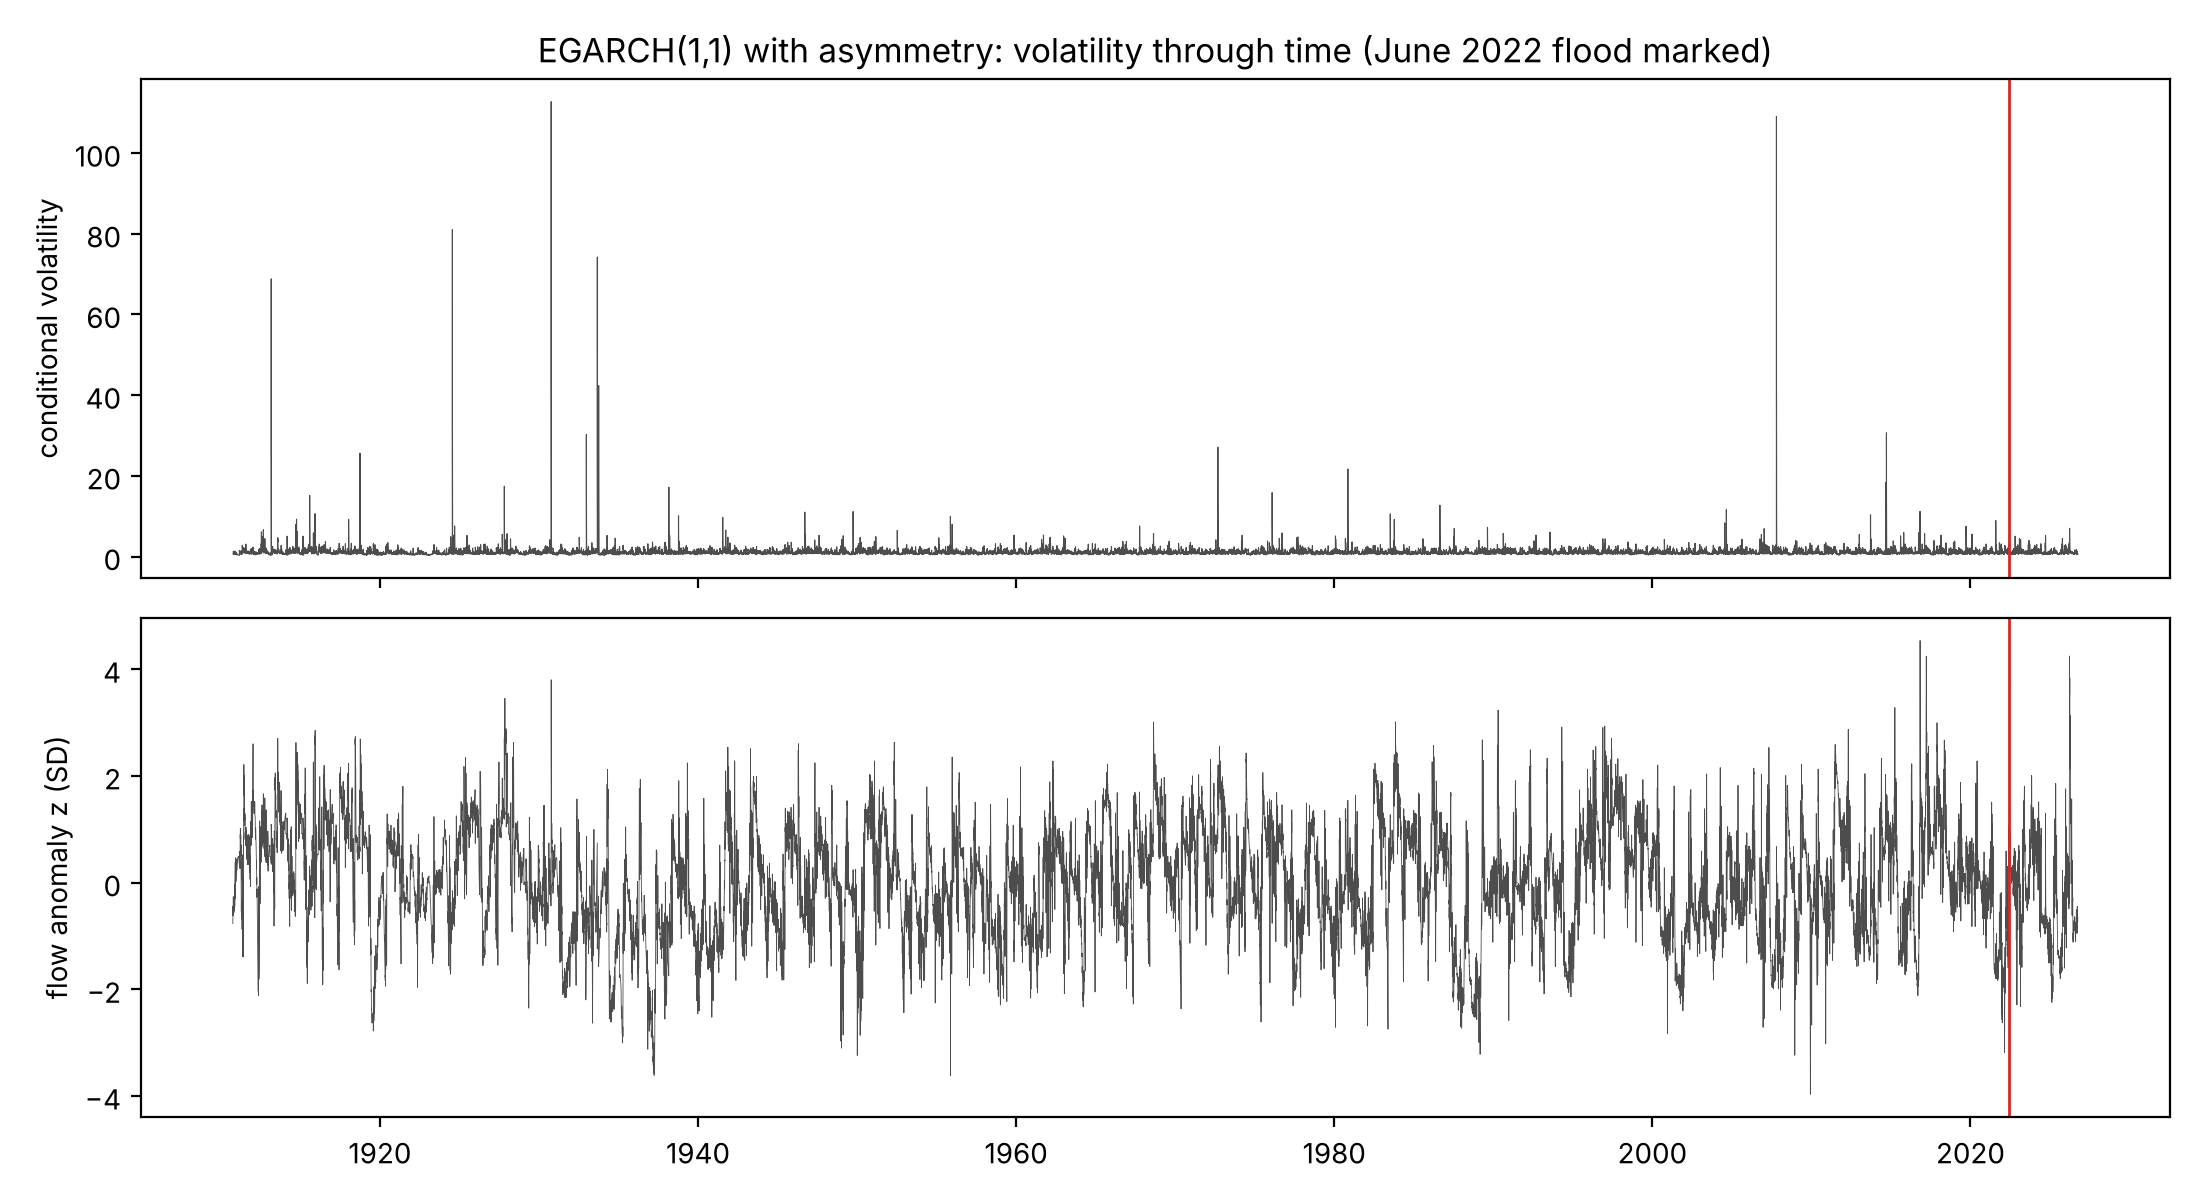 EGARCH(1,1) with asymmetry: volatility through time (June 2022 flood marked)
conditional volatility
100
80
60
40
20
0
flow anomaly z (SD)
4
2
0
−2
−4
1920 1940 1960 1980 2000 2020